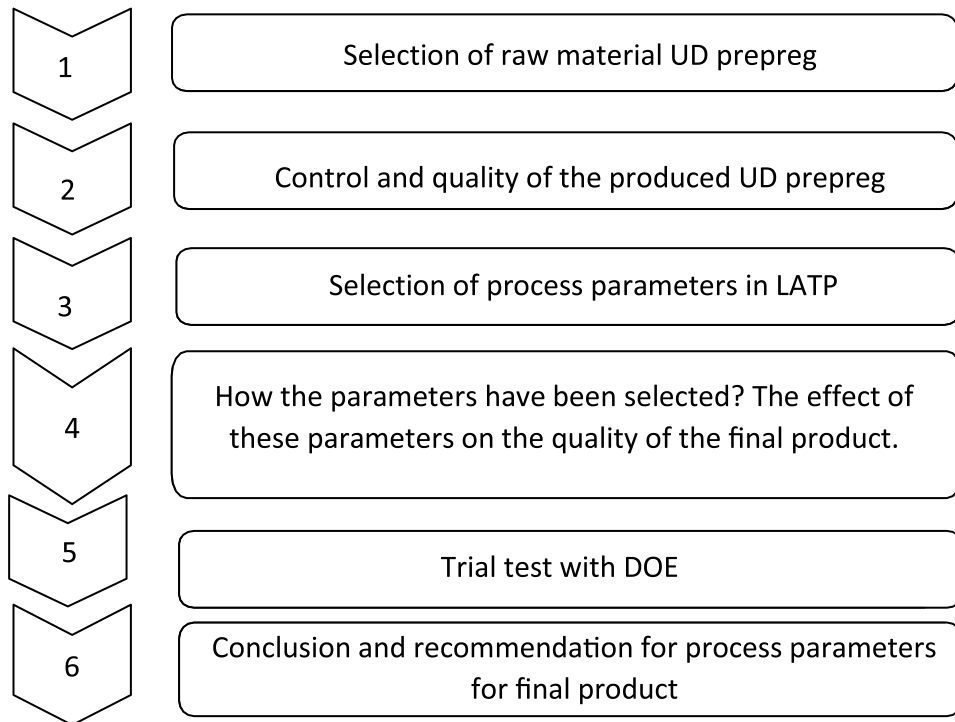 1
Selection of raw material UD prepreg
2
Control and quality of the produced UD prepreg
3
Selection of process parameters in LATP
4
How the parameters have been selected? The effect of
these parameters on the quality of the final product.
5
Trial test with DOE
6
Conclusion and recommendation for process parameters
for final product